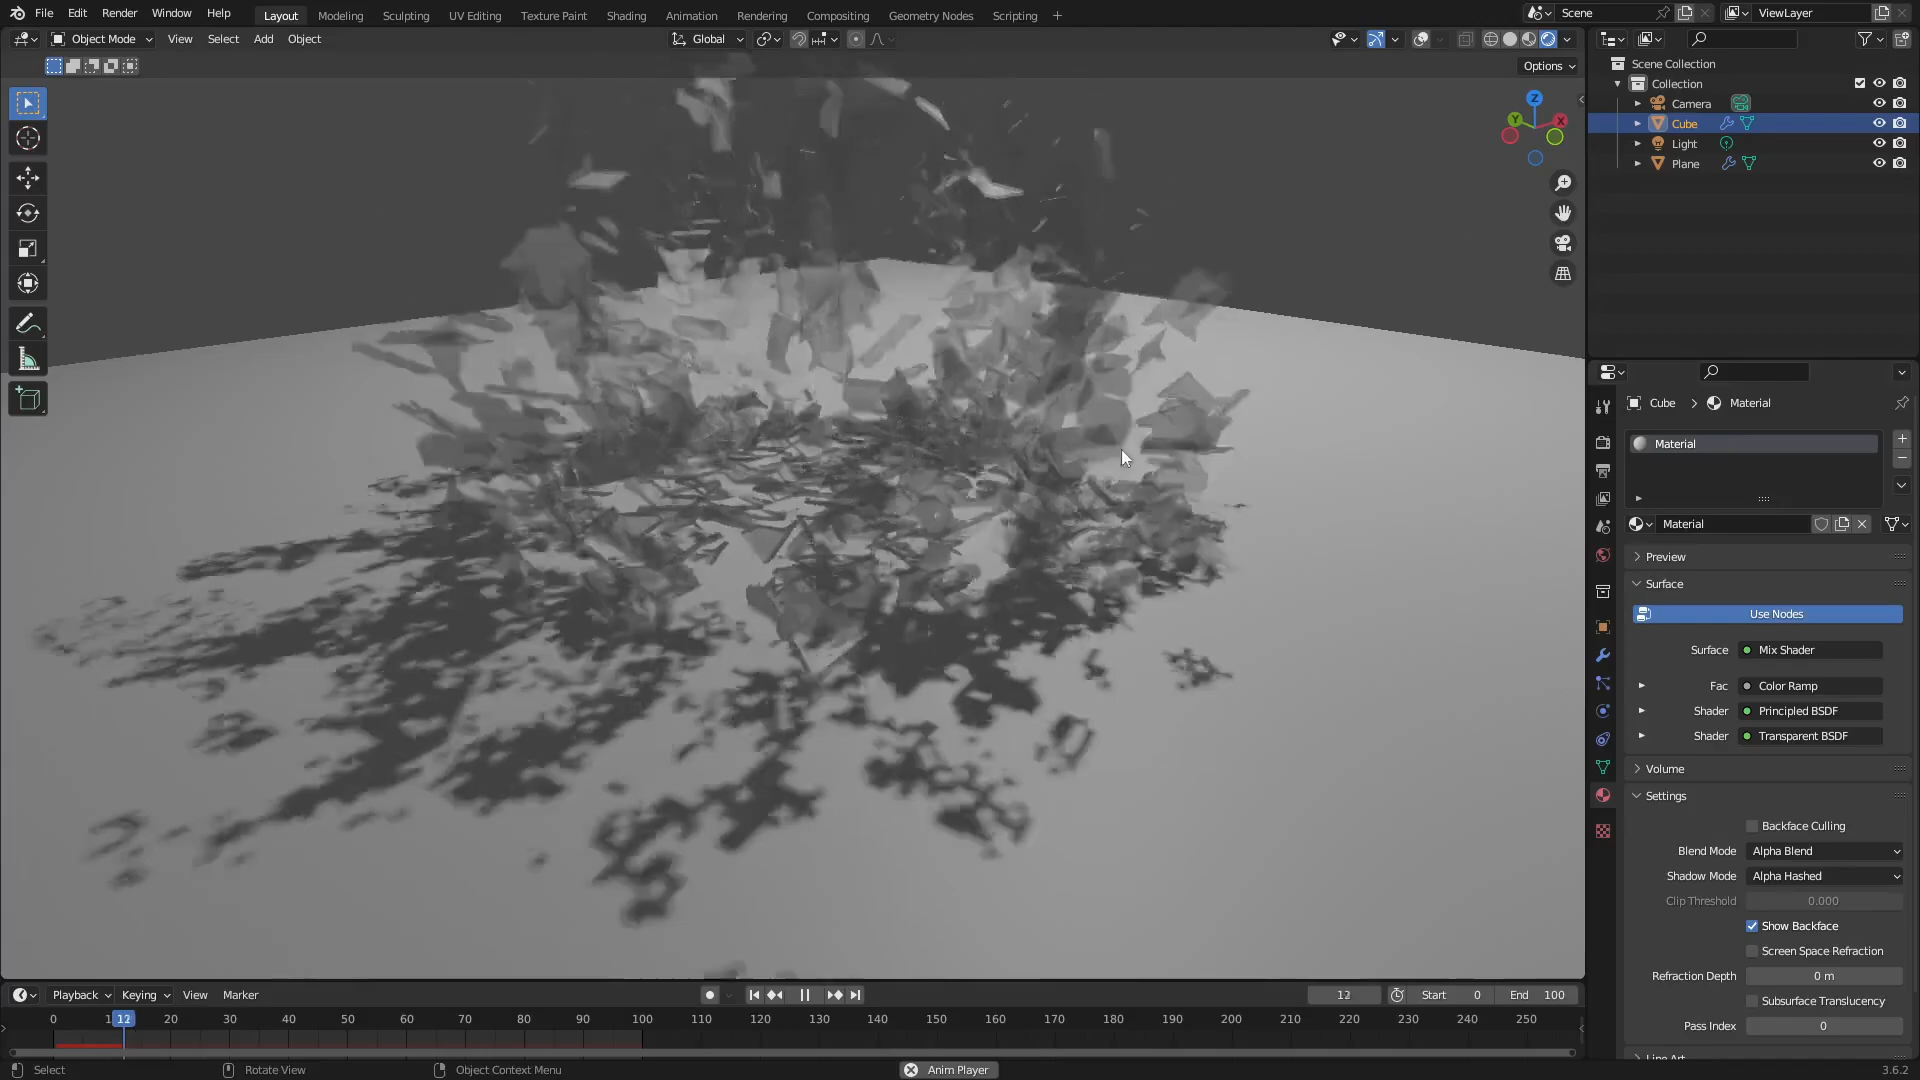 File Edit Render Window Help Layout Modeling Sculpting UV Editing Texture Paint Shading Animation Rendering Compositing Geometry Nodes Scripting + Scene ViewLayer
Object Mode View Select Add Object Global
Options
Z
Y X
Scene Collection
Collection
Camera
Cube
Light
Plane
Cube > Material
Material
Material
Preview
Surface
Use Nodes
Surface Mix Shader
Fac Color Ramp
Shader Principled BSDF
Shader Transparent BSDF
Volume
Settings
Backface Culling
Blend Mode Alpha Blend
Shadow Mode Alpha Hashed
Clip Threshold 0.000
Show Backface
Screen Space Refraction
Refraction Depth 0 m
Subsurface Translucency
Pass Index 0
Playback Keying View Marker 12 Start 0 End 100
0 12 20 30 40 50 60 70 80 90 100 110 120 130 140 150 160 170 180 190 200 210 220 230 240 250
Select Rotate View Object Context Menu Anim Player 3.6.2